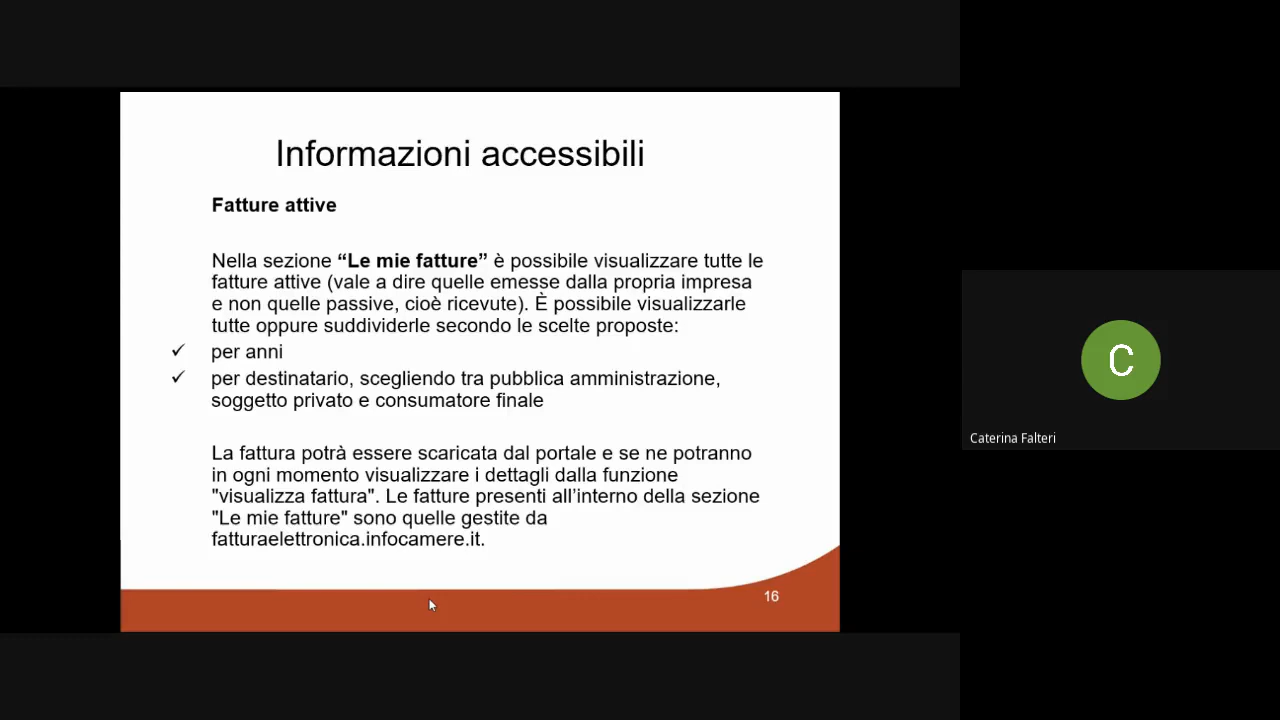 Informazioni accessibili
Fatture attive
Nella sezione “Le mie fatture” è possibile visualizzare tutte le
fatture attive (vale a dire quelle emesse dalla propria impresa
e non quelle passive, cioè ricevute). È possibile visualizzarle
tutte oppure suddividerle secondo le scelte proposte:
✓ per anni
✓ per destinatario, scegliendo tra pubblica amministrazione,
soggetto privato e consumatore finale
La fattura potrà essere scaricata dal portale e se ne potranno
in ogni momento visualizzare i dettagli dalla funzione
"visualizza fattura". Le fatture presenti all’interno della sezione
"Le mie fatture" sono quelle gestite da
fatturaelettronica.infocamere.it.
16
C
Caterina Falteri